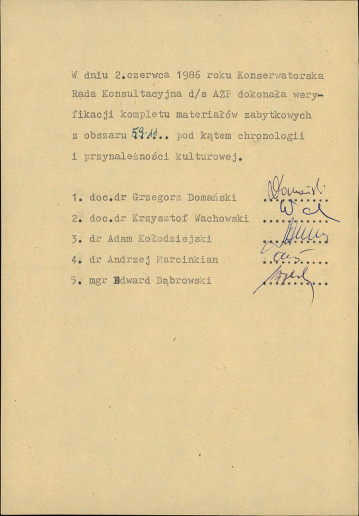 W dniu 2.czerwca 1986 roku Konserwatorska
Rada Konsultacyjna d/s AZP dokonała wery-
fikacji kompletu materiałów zabytkowych
z obszaru 59-11.. pod kątem chronologii
i przynależności kulturowej.
1. doc.dr Grzegorz Domański Domański
2. doc.dr Krzysztof Wachowski
3. dr Adam Kołodziejski
4. dr Andrzej Marcinkian
5. mgr Edward Dąbrowski